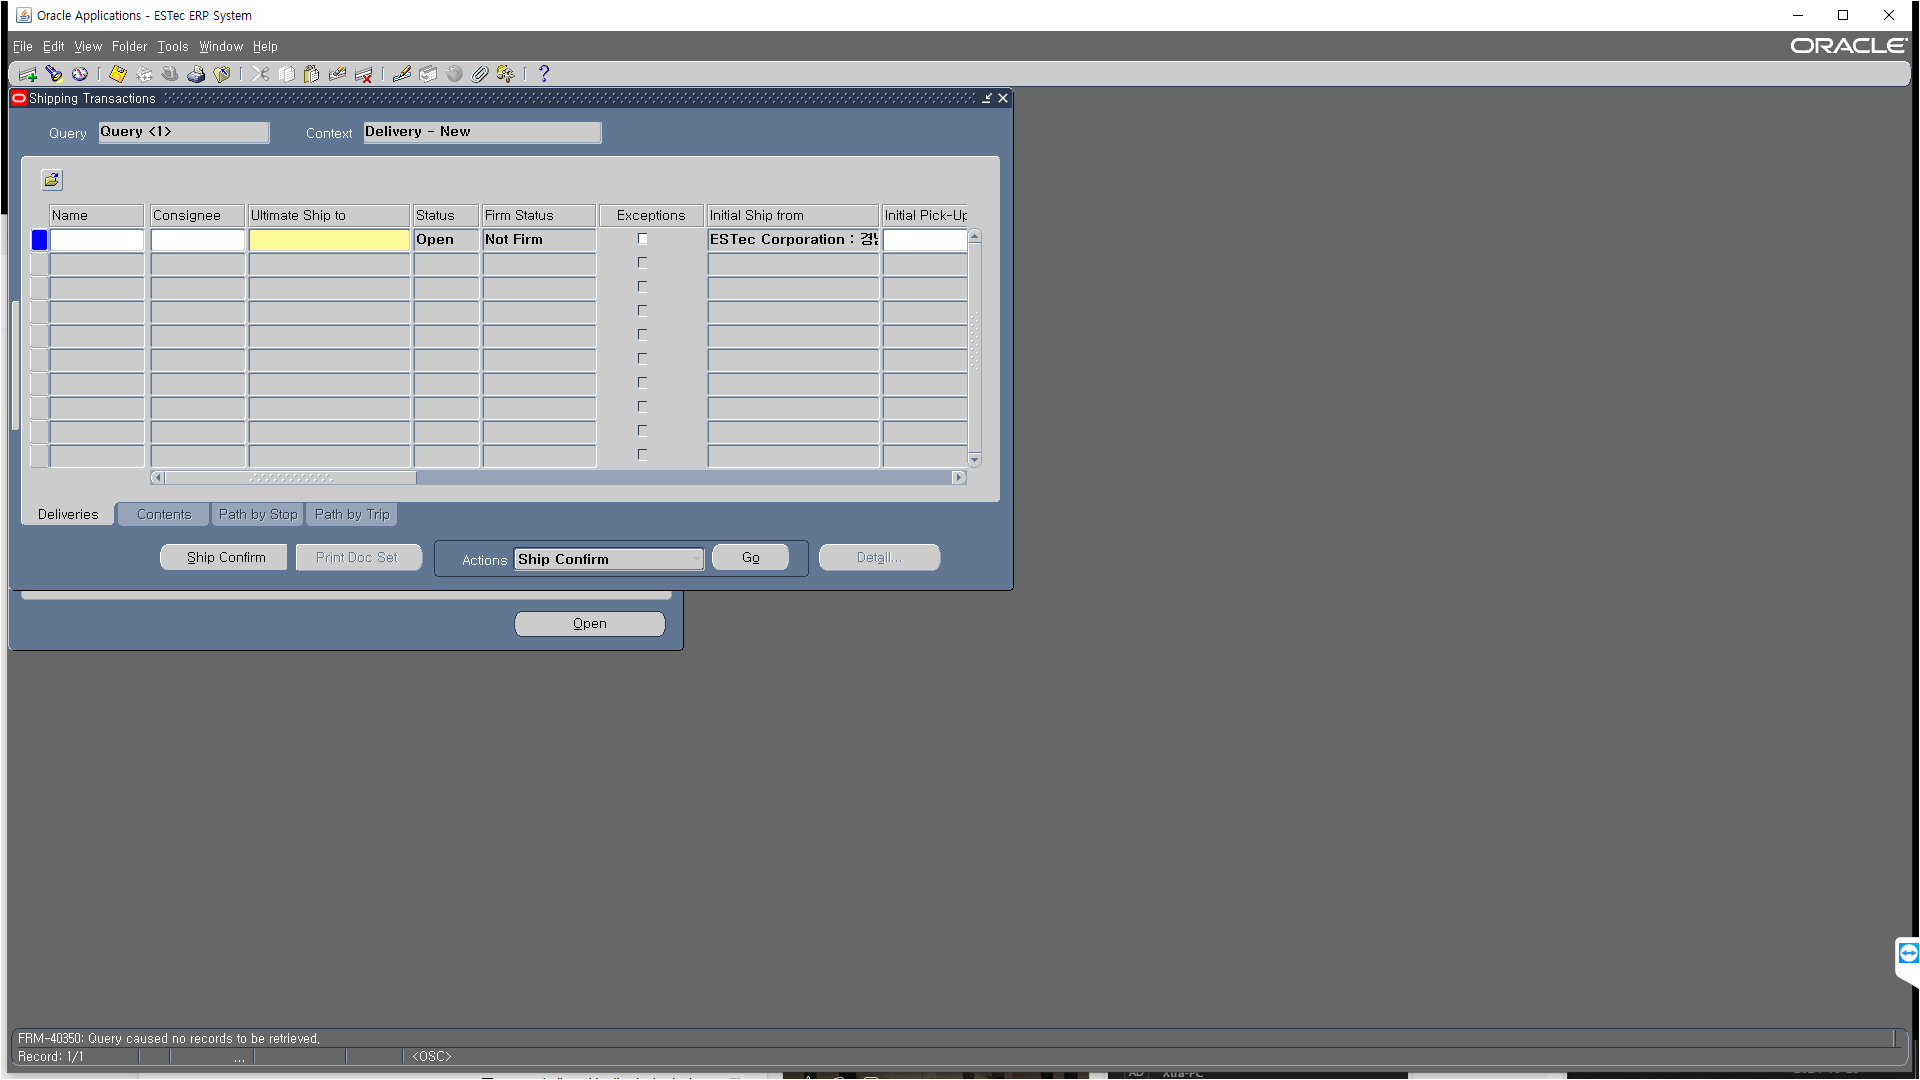 Oracle Applications - ESTec ERP System
File Edit View Folder Tools Window Help
ORACLE
Shipping Transactions
Query Query <1> Context Delivery - New
Name Consignee Ultimate Ship to Status Firm Status Exceptions Initial Ship from Initial Pick-Up
Open Not Firm ESTec Corporation : 경
Deliveries Contents Path by Stop Path by Trip
Ship Confirm Print Doc Set Actions Ship Confirm Go Detail...
Open
FRM-40350: Query caused no records to be retrieved.
Record: 1/1 ... <OSC>